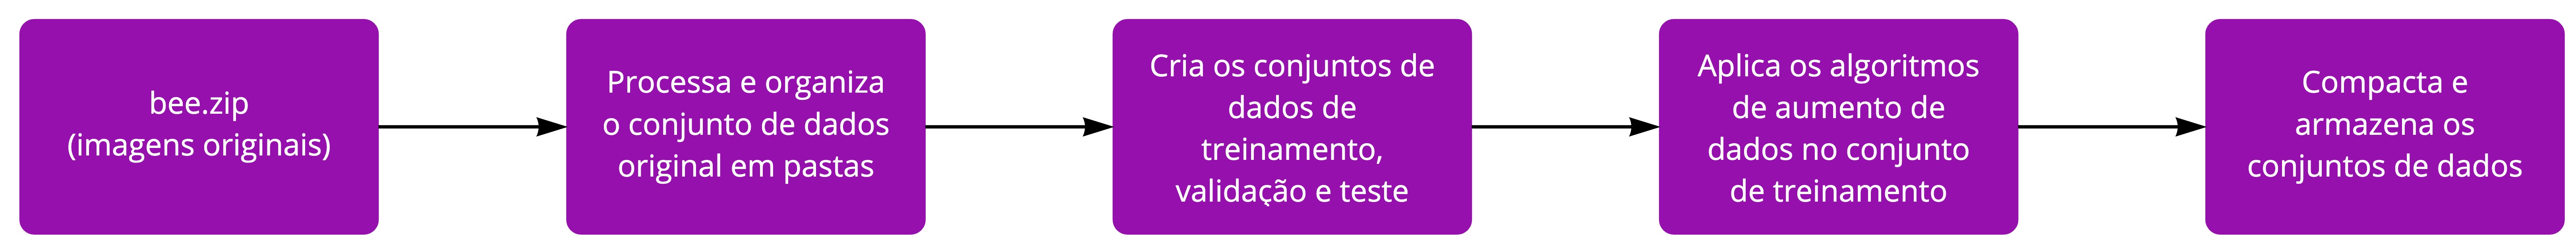 bee.zip
(imagens originais)
Processa e organiza
o conjunto de dados
original em pastas
Cria os conjuntos de
dados de
treinamento,
validação e teste
Aplica os algoritmos
de aumento de
dados no conjunto
de treinamento
Compacta e
armazena os
conjuntos de dados